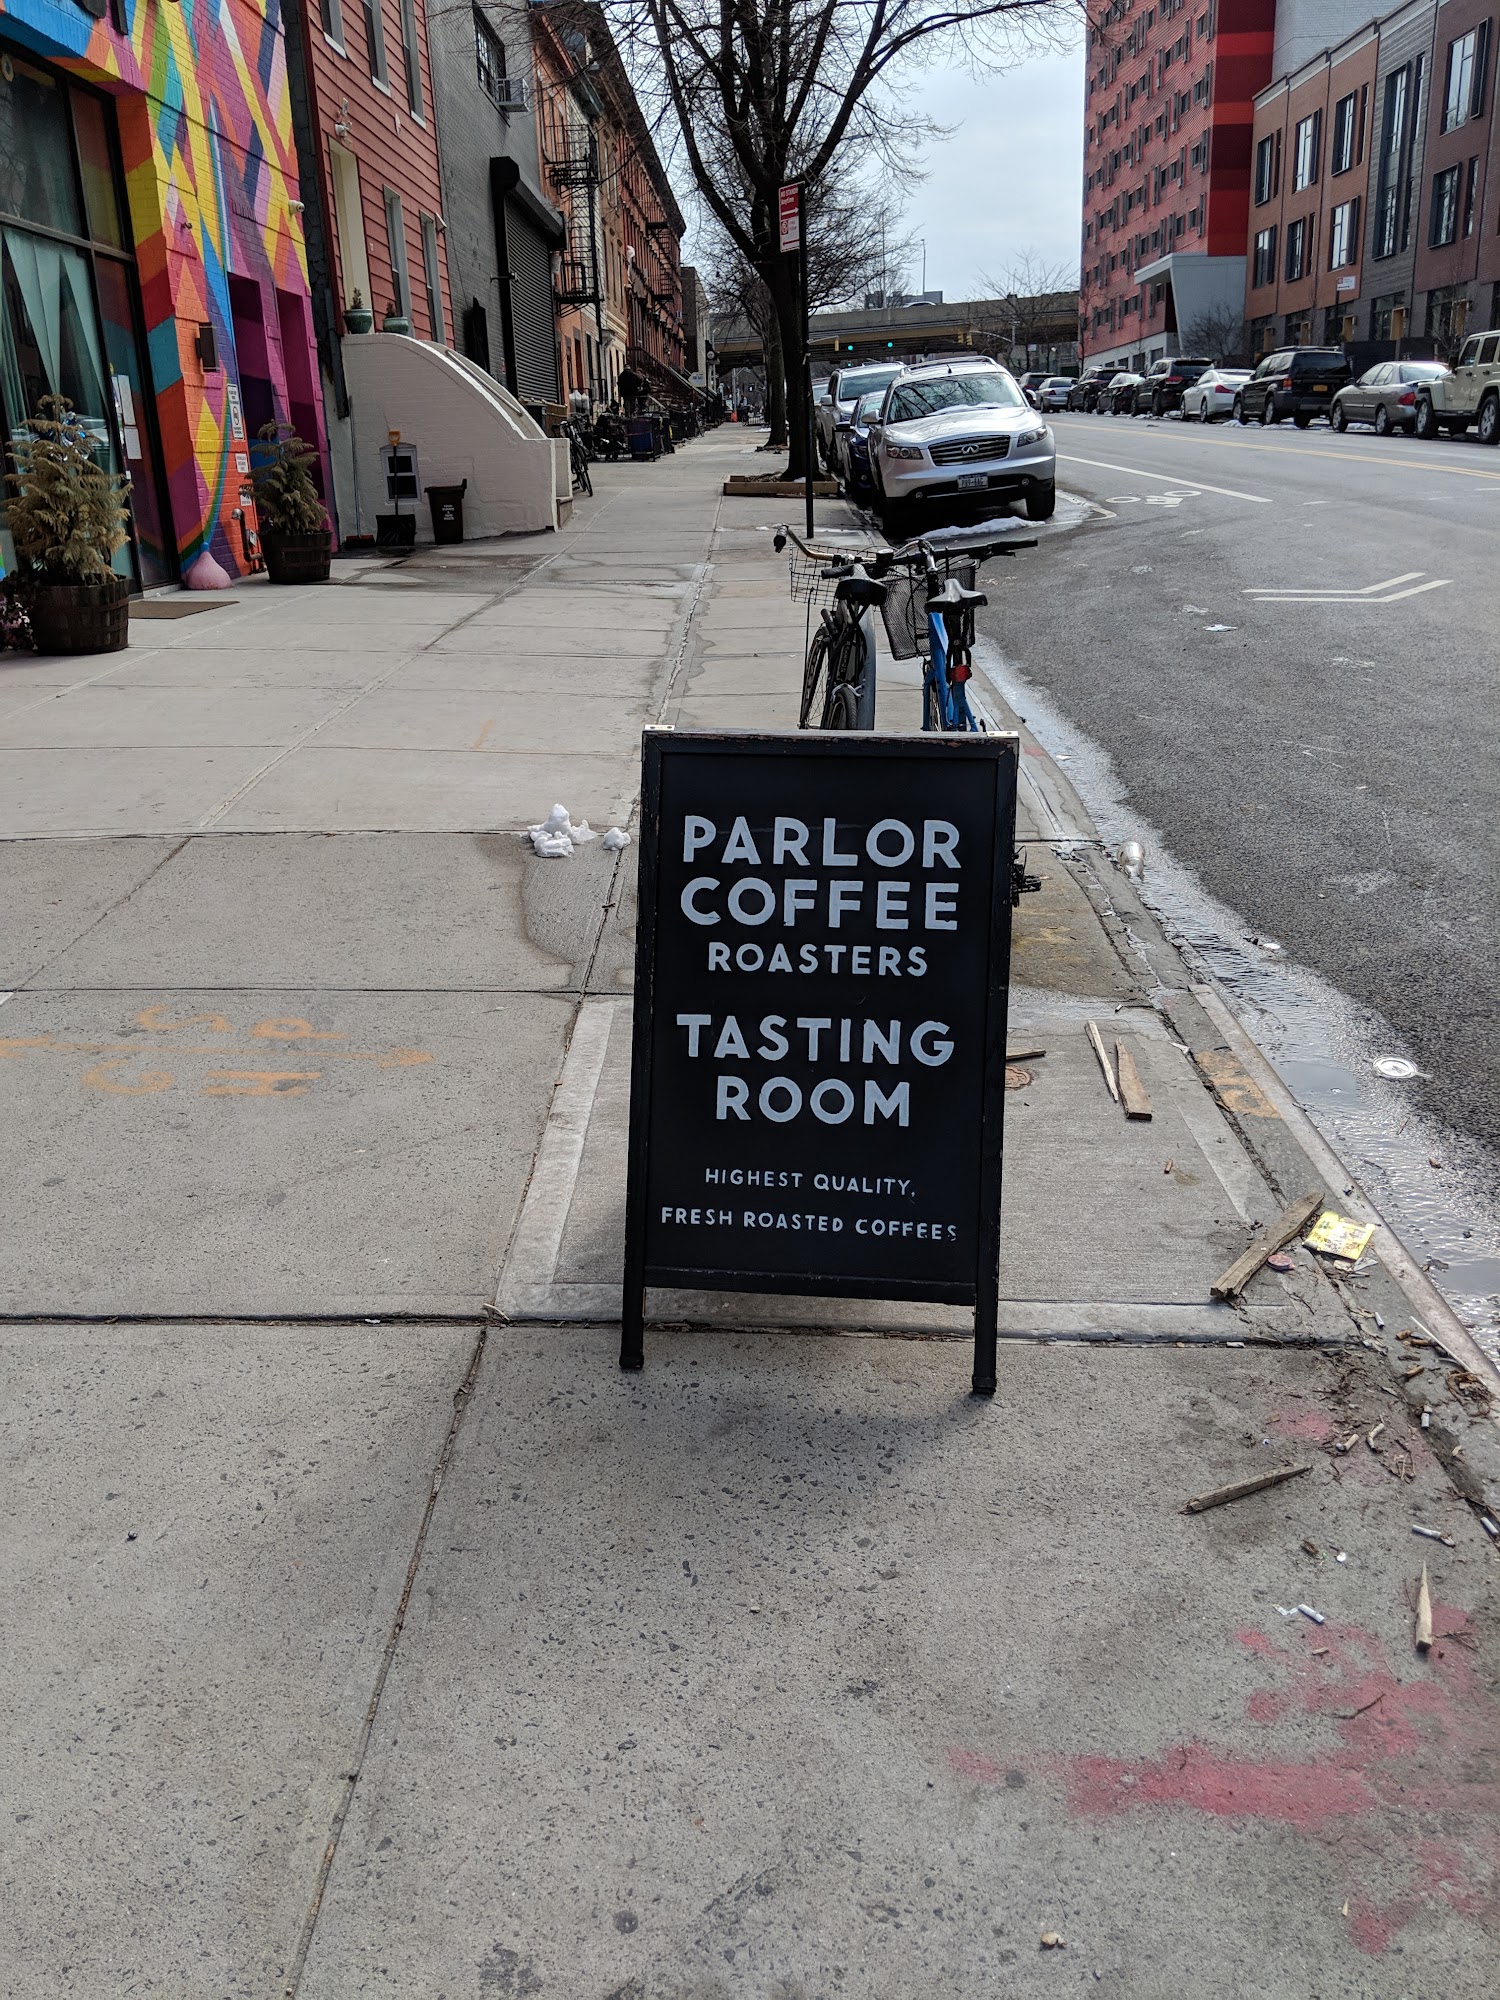 PARLOR
COFFEE
ROASTERS
TASTING
ROOM
HIGHEST QUALITY,
FRESH ROASTED COFFEES